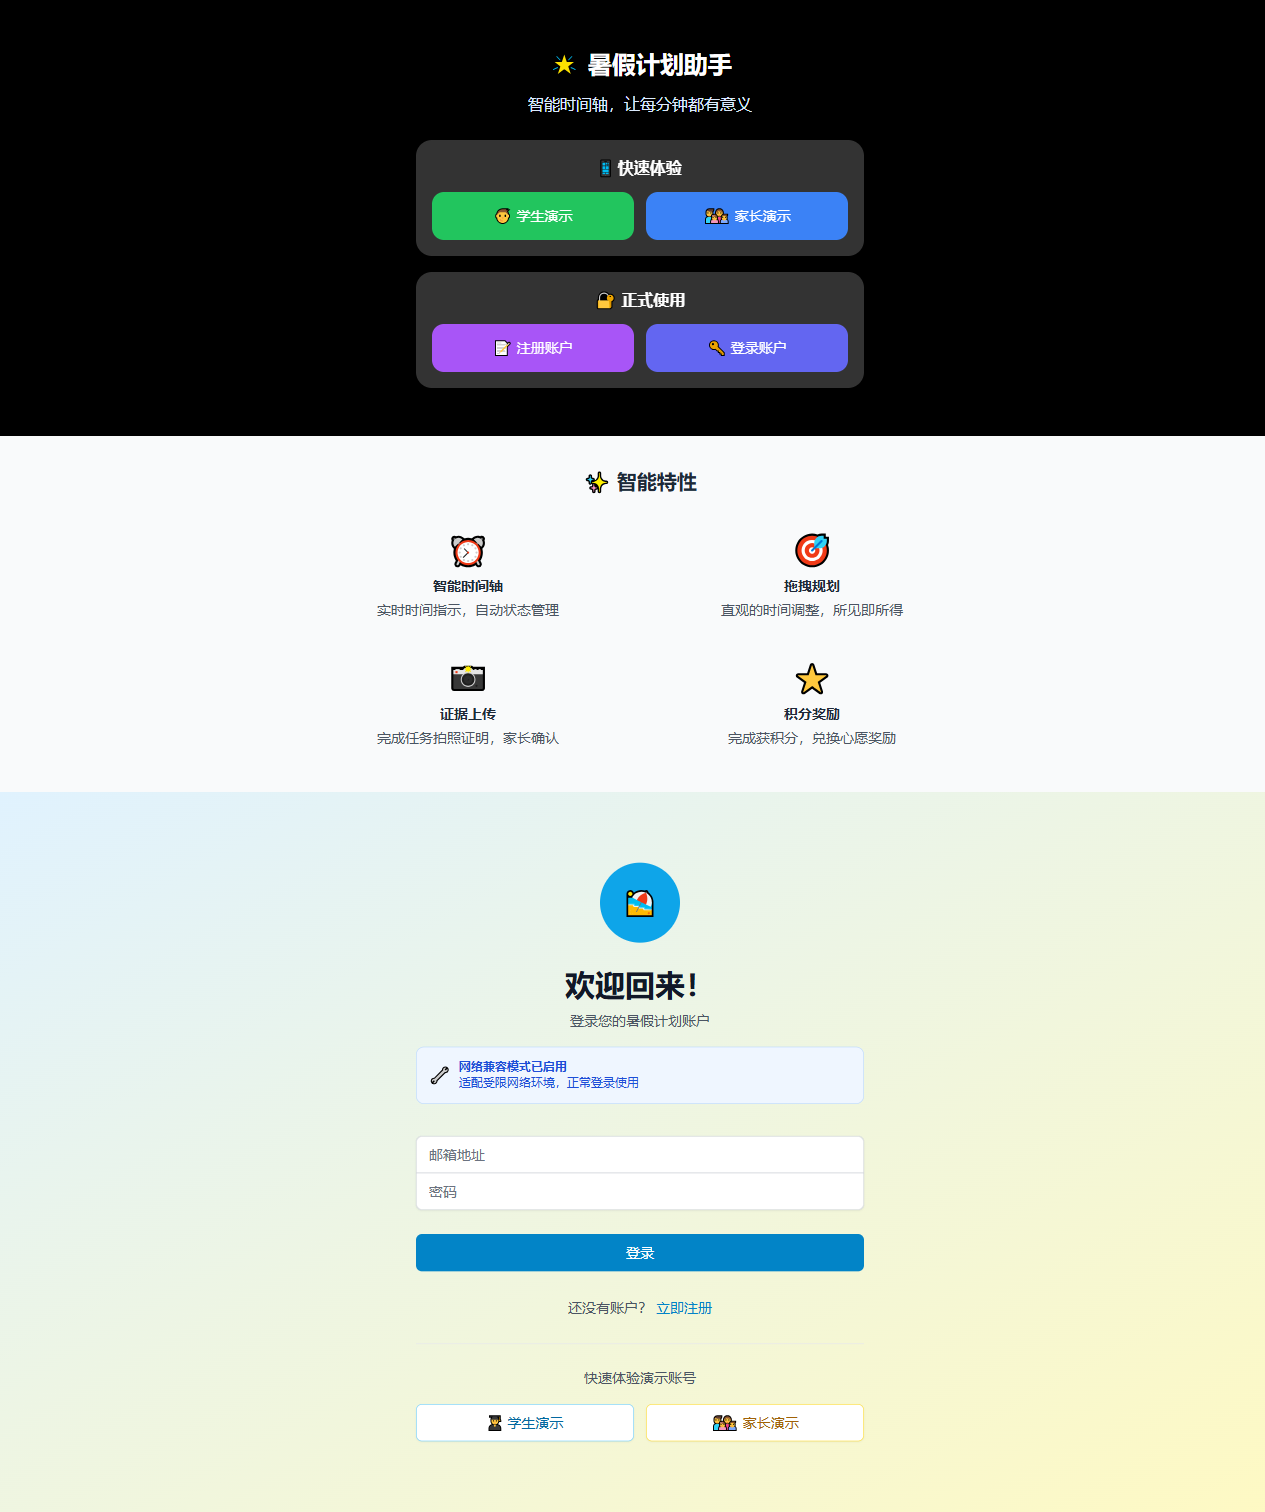 暑假计划助手
智能时间轴，让每分钟都有意义
快速体验
学生演示
家长演示
正式使用
注册账户
登录账户
智能特性
智能时间轴
实时时间指示，自动状态管理
拖拽规划
直观的时间调整，所见即所得
证据上传
完成任务拍照证明，家长确认
积分奖励
完成获积分，兑换心愿奖励
欢迎回来！
登录您的暑假计划账户
网络兼容模式已启用
适配受限网络环境，正常登录使用
邮箱地址
密码
登录
还没有账户？ 立即注册
快速体验演示账号
学生演示
家长演示